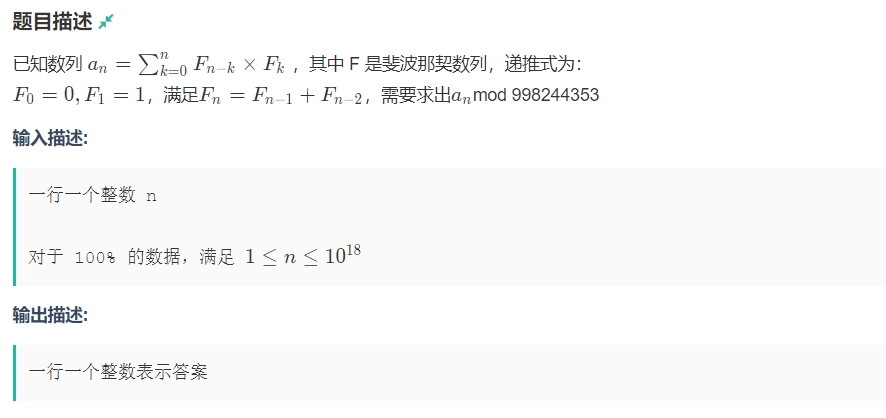 题目描述
已知数列 $a_n = \sum_{k=0}^{n} F_{n-k} \times F_k$ ，其中 F 是斐波那契数列，递推式为：
$F_0 = 0, F_1 = 1$，满足$F_n = F_{n-1} + F_{n-2}$，需要求出$a_n$mod 998244353
输入描述:
一行一个整数 n
对于 100% 的数据，满足 $1 \leq n \leq 10^{18}$
输出描述:
一行一个整数表示答案